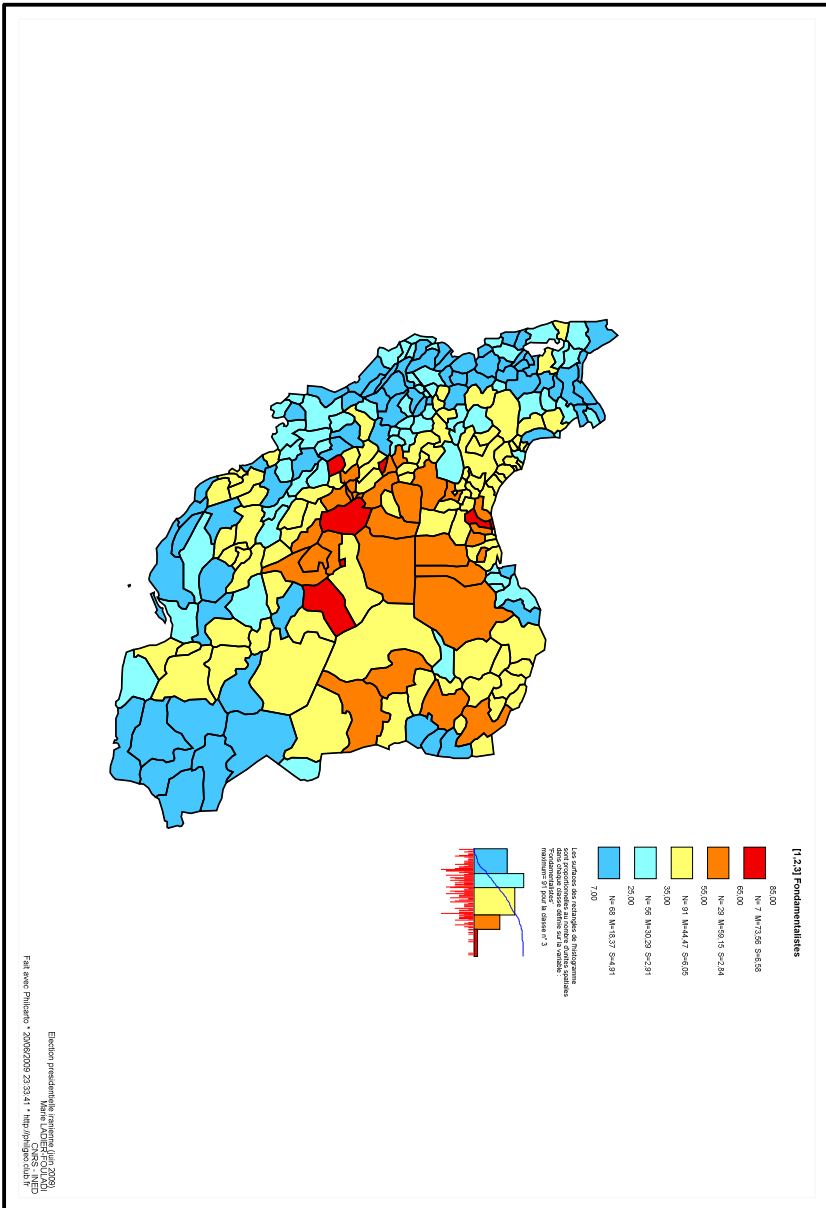 [1,2,3] Fondamentalistes
85,00
N= 7 M=73,56 S=6,58
65,00
N= 29 M=59,15 S=2,84
55,00
N= 91 M=44,47 S=6,05
35,00
N= 56 M=30,29 S=2,91
25,00
N= 68 M=18,37 S=4,91
7,00
Les surfaces des rectangles de l'histogramme
sont proportionnelles au nombre d'unités spatiales
dans chaque classe définie sur la variable :
'Fondamentalistes'
maximum= 91 pour la classe n° 3
Election presidentielle iranienne (juin 2009)
Marie LADIER-FOULADI
CNRS - INED
Fait avec Philcarto * 20/06/2009 23:33:41 * http://philgeo.club.fr